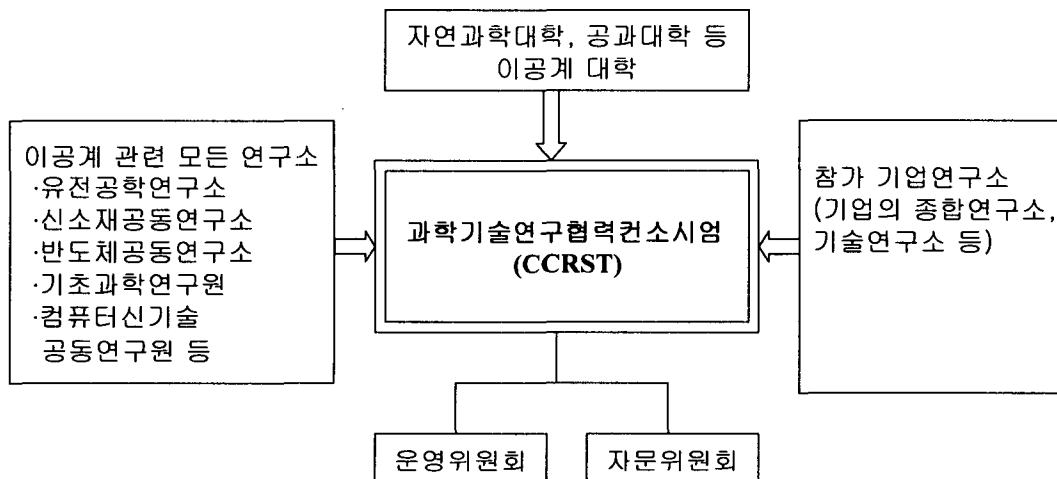 자연과학대학, 공과대학 등
이공계 대학
이공계 관련 모든 연구소
·유전공학연구소
·신소재공동연구소
·반도체공동연구소
·기초과학연구원
·컴퓨터신기술
공동연구원 등
과학기술연구협력컨소시엄
(CCRST)
참가 기업연구소
(기업의 종합연구소,
기술연구소 등)
운영위원회
자문위원회